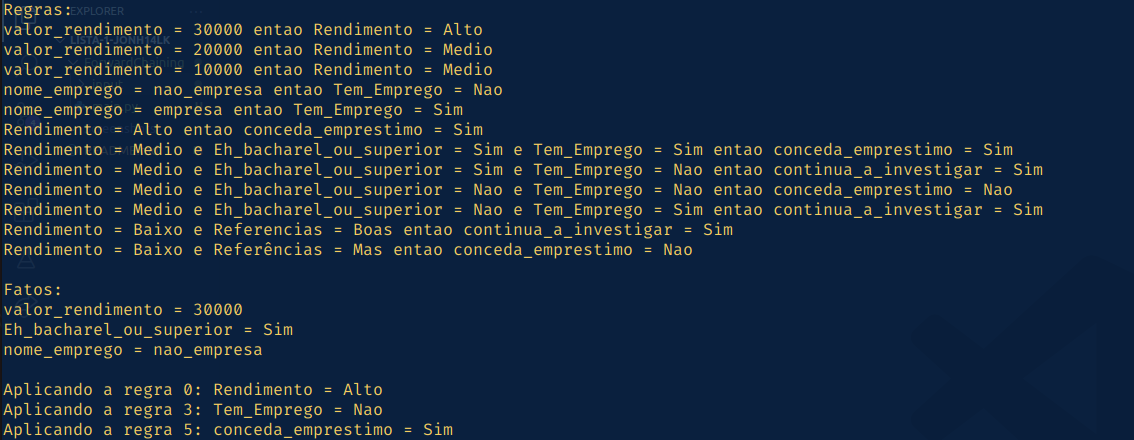 EXPLORER
Regras:
valor_rendimento = 30000 entao Rendimento = Alto
valor_rendimento = 20000 entao Rendimento = Medio
valor_rendimento = 10000 entao Rendimento = Medio
nome_emprego = nao_empresa entao Tem_Emprego = Nao
nome_emprego = empresa entao Tem_Emprego = Sim
Rendimento = Alto entao conceda_emprestimo = Sim
Rendimento = Medio e Eh_bacharel_ou_superior = Sim e Tem_Emprego = Sim entao conceda_emprestimo = Sim
Rendimento = Medio e Eh_bacharel_ou_superior = Sim e Tem_Emprego = Nao entao continua_a_investigar = Sim
Rendimento = Medio e Eh_bacharel_ou_superior = Nao e Tem_Emprego = Nao entao conceda_emprestimo = Nao
Rendimento = Medio e Eh_bacharel_ou_superior = Nao e Tem_Emprego = Sim entao continua_a_investigar = Sim
Rendimento = Baixo e Referencias = Boas entao continua_a_investigar = Sim
Rendimento = Baixo e Referências = Mas entao conceda_emprestimo = Nao

Fatos:
valor_rendimento = 30000
Eh_bacharel_ou_superior = Sim
nome_emprego = nao_empresa

Aplicando a regra 0: Rendimento = Alto
Aplicando a regra 3: Tem_Emprego = Nao
Aplicando a regra 5: conceda_emprestimo = Sim